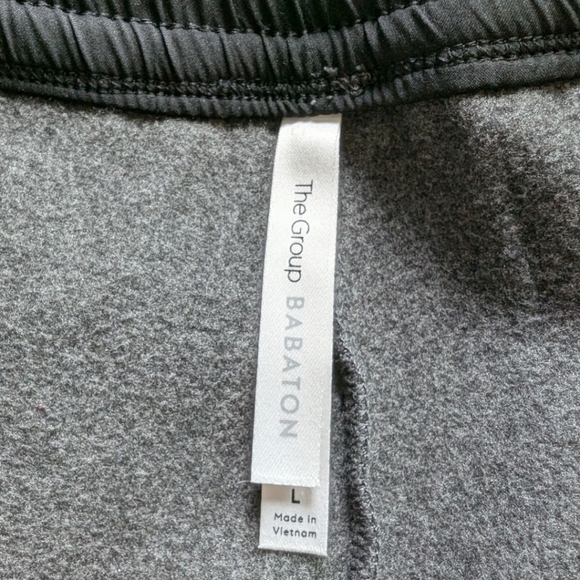 The Group BABATON
L
Made in
Vietnam